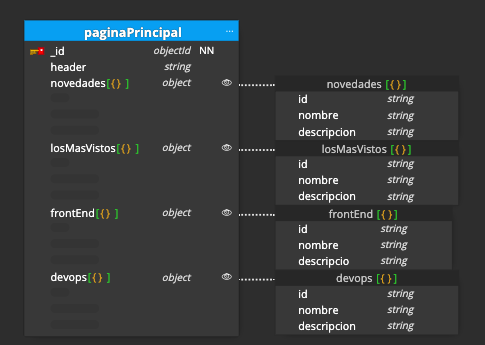 paginaPrincipal ...
_id objectId NN
header string
novedades[{} ] object
novedades [{}]
id string
nombre string
descripcion string
losMasVistos[{} ] object
losMasVistos [{}]
id string
nombre string
descripcion string
frontEnd[{} ] object
frontEnd [{}]
id string
nombre string
descripcio string
devops[{} ] object
devops [{}]
id string
nombre string
descripcion string